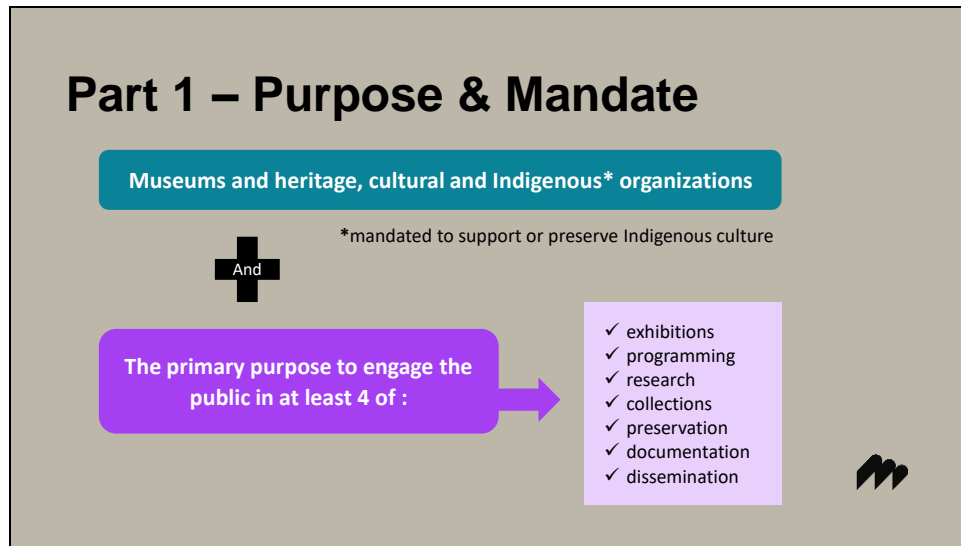 Part 1 – Purpose & Mandate
Museums and heritage, cultural and Indigenous* organizations
*mandated to support or preserve Indigenous culture
And
The primary purpose to engage the
public in at least 4 of :
✓ exhibitions
✓ programming
✓ research
✓ collections
✓ preservation
✓ documentation
✓ dissemination